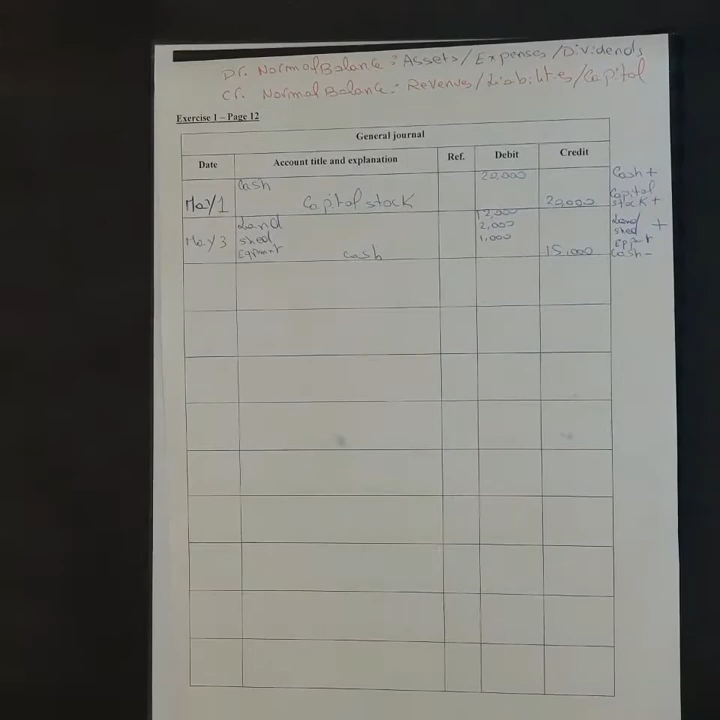 Dr. Normal Balance : Assets / Expenses / Dividends
Cr. Normal Balance : Revenues / Liabilities / Capital
Exercise 1 – Page 12
General journal
Date Account title and explanation Ref. Debit Credit
Cash 20,000 Cash +
May 1 Capital stock 20,000 Capital stock +
Land 12,000 Land
May 3 shed 2,000 shed +
Eqpment 1,000
cash 15,000 cash -